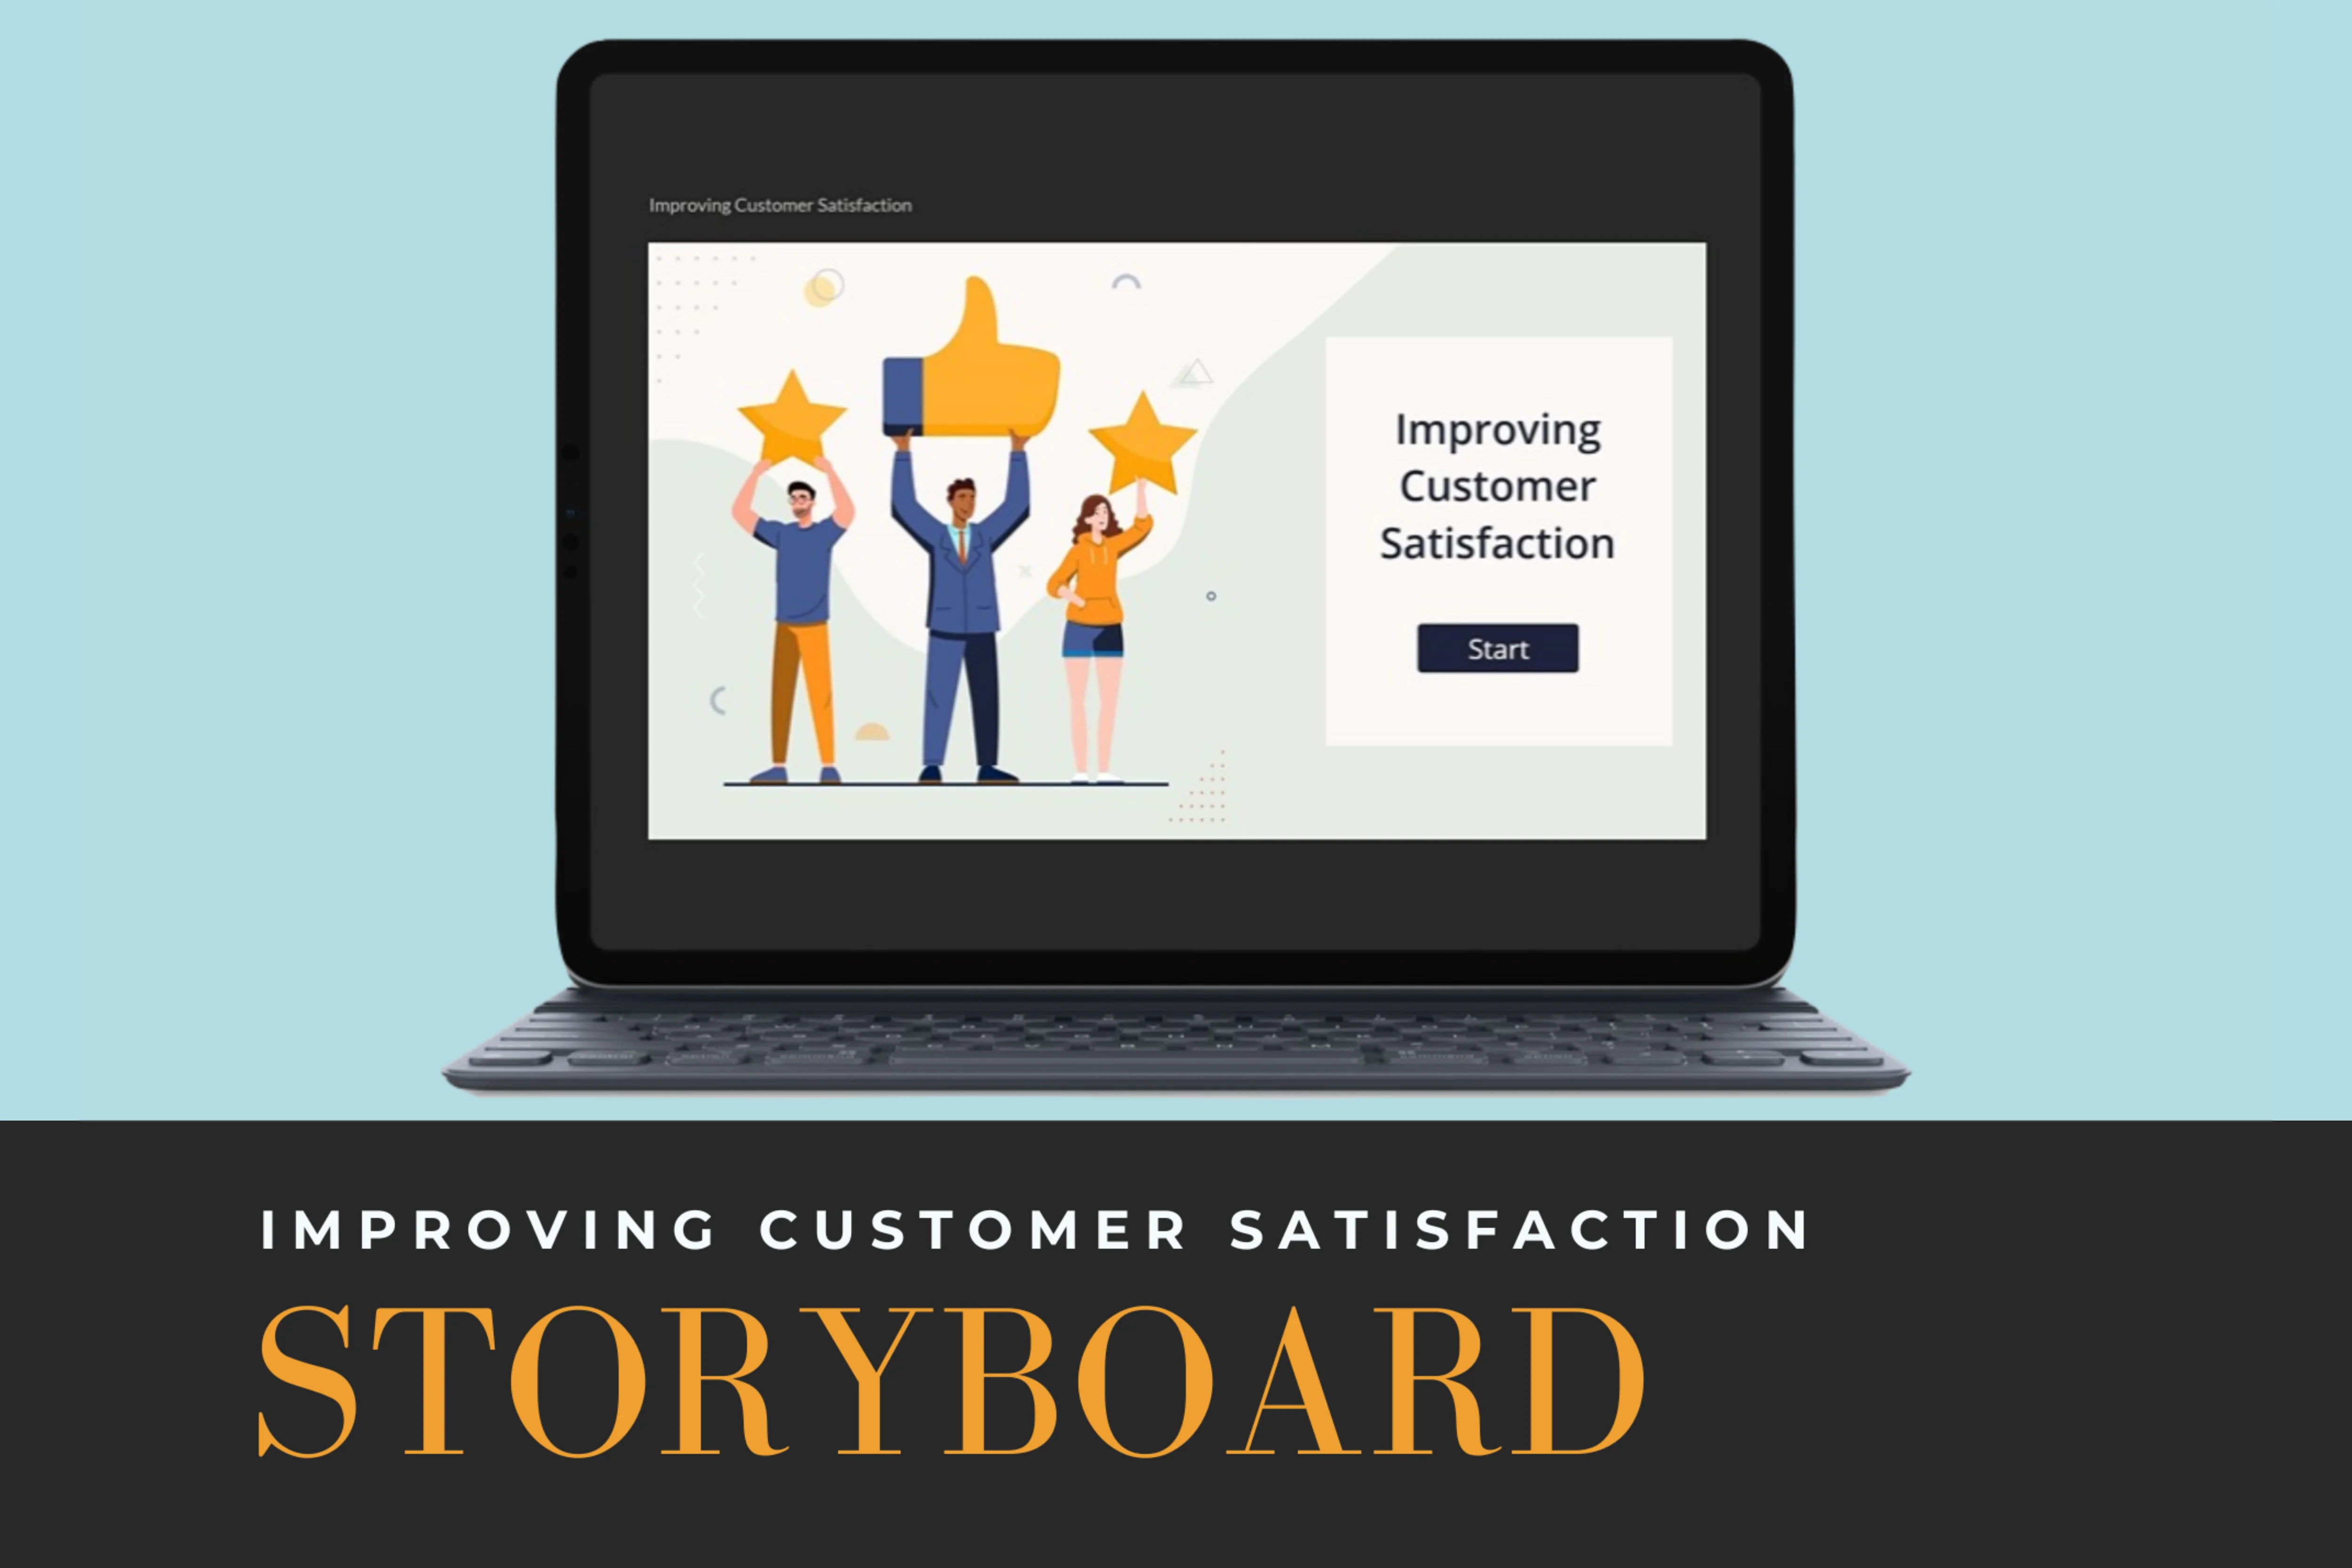 Improving Customer Satisfaction
Improving
Customer
Satisfaction
Start
IMPROVING CUSTOMER SATISFACTION
STORYBOARD